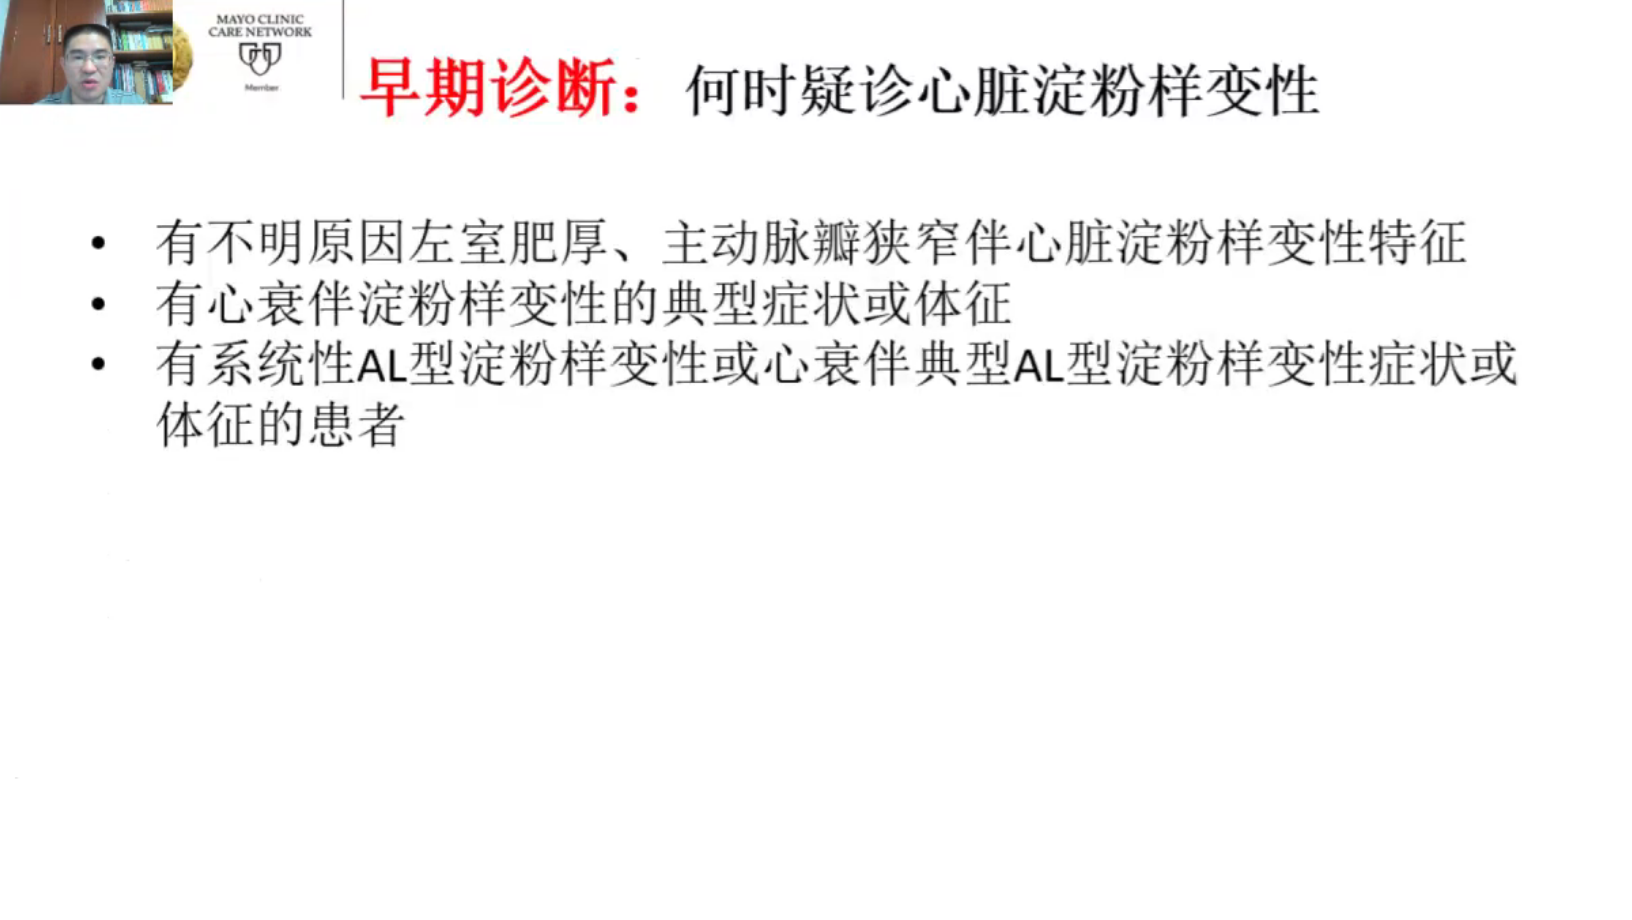 MAYO CLINIC
CARE NETWORK
Member
早期诊断：何时疑诊心脏淀粉样变性
• 有不明原因左室肥厚、主动脉瓣狭窄伴心脏淀粉样变性特征
• 有心衰伴淀粉样变性的典型症状或体征
• 有系统性AL型淀粉样变性或心衰伴典型AL型淀粉样变性症状或
体征的患者